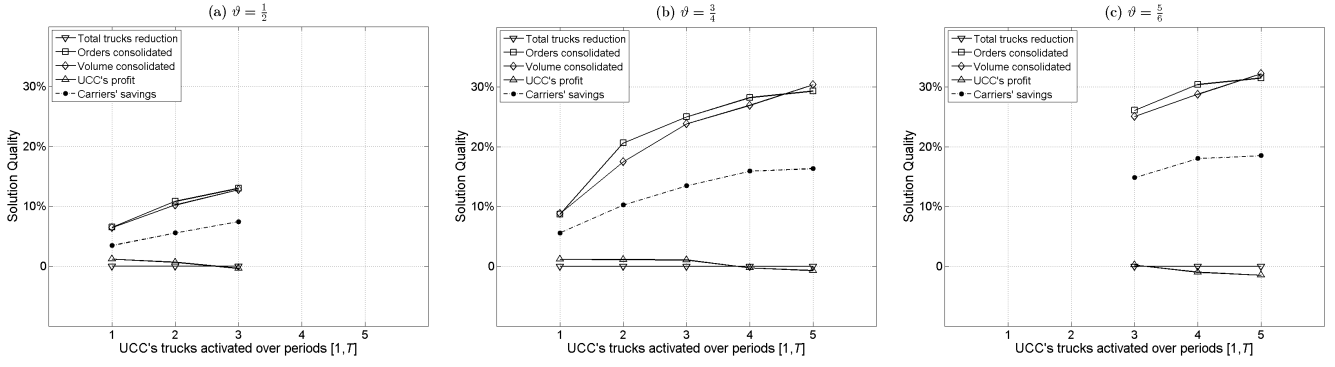 (a) ϑ = 1/2
Total trucks reduction
Orders consolidated
Volume consolidated
UCC's profit
Carriers' savings
30%
20%
10%
0
Solution Quality
1 2 3 4 5
UCC's trucks activated over periods [1,T]
(b) ϑ = 3/4
Total trucks reduction
Orders consolidated
Volume consolidated
UCC's profit
Carriers' savings
30%
20%
10%
0
Solution Quality
1 2 3 4 5
UCC's trucks activated over periods [1,T]
(c) ϑ = 5/6
Total trucks reduction
Orders consolidated
Volume consolidated
UCC's profit
Carriers' savings
30%
20%
10%
0
Solution Quality
1 2 3 4 5
UCC's trucks activated over periods [1,T]